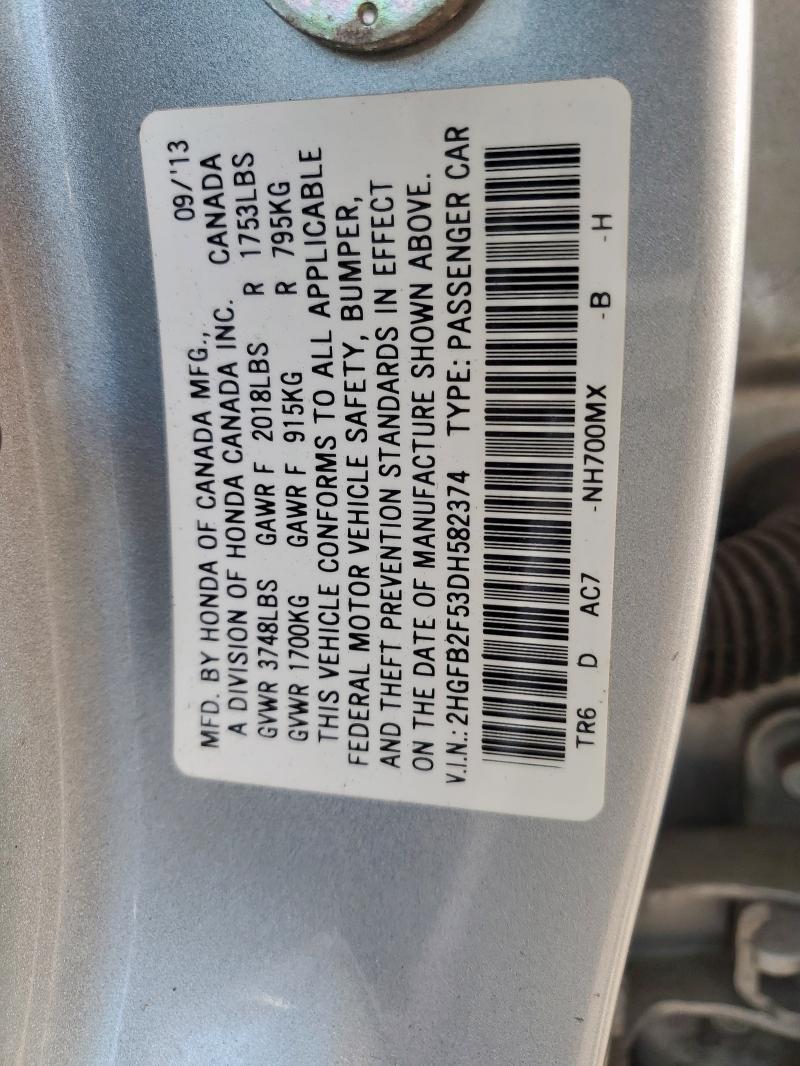 09/'13
MFD. BY HONDA OF CANADA MFG.,
A DIVISION OF HONDA CANADA INC. CANADA
GVWR 3748LBS GAWR F 2018LBS R 1753LBS
GVWR 1700KG GAWR F 915KG R 795KG
THIS VEHICLE CONFORMS TO ALL APPLICABLE
FEDERAL MOTOR VEHICLE SAFETY, BUMPER,
AND THEFT PREVENTION STANDARDS IN EFFECT
ON THE DATE OF MANUFACTURE SHOWN ABOVE.
V.I.N.:2HGFB2F53DH582374 TYPE: PASSENGER CAR
TR6 D AC7 -NH700MX -B -H